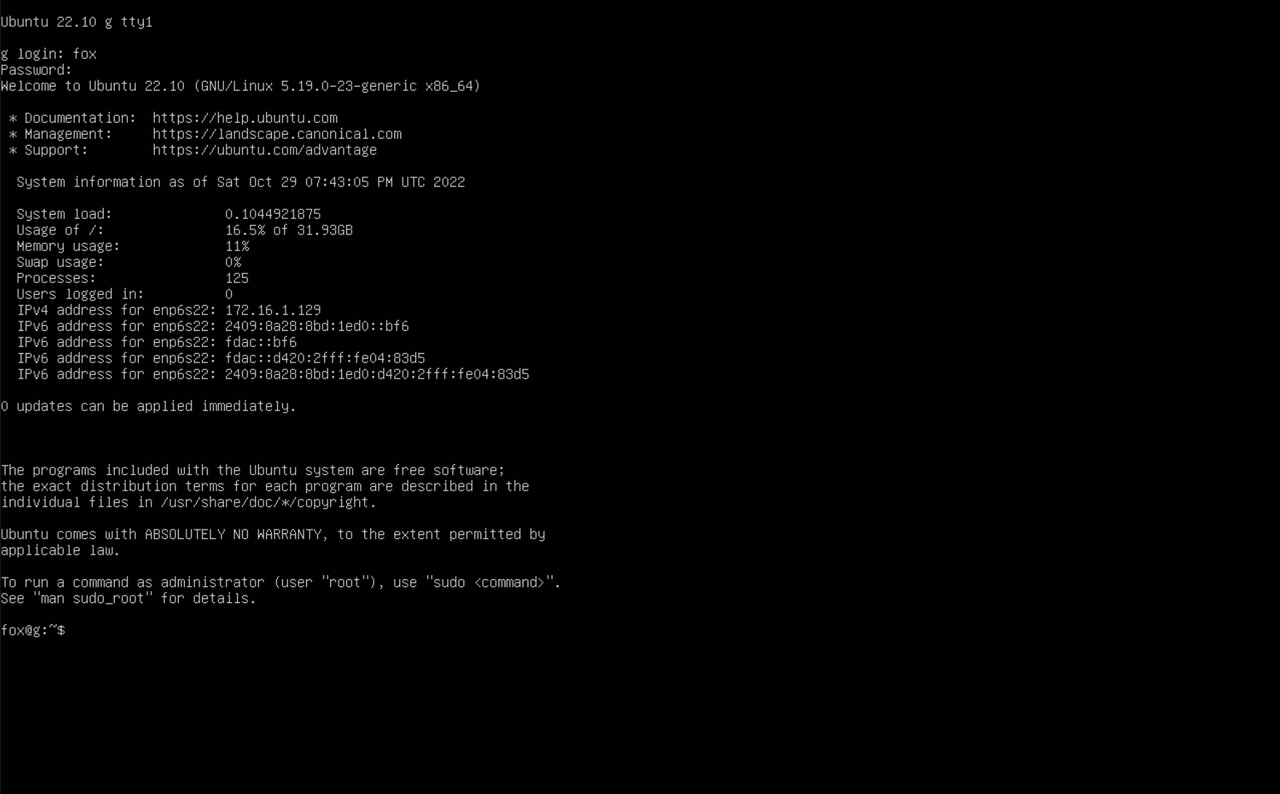 Ubuntu 22.10 g tty1
g login: fox
Password:
Welcome to Ubuntu 22.10 (GNU/Linux 5.19.0-23-generic x86_64)
* Documentation:  https://help.ubuntu.com
* Management:     https://landscape.canonical.com
* Support:        https://ubuntu.com/advantage
System information as of Sat Oct 29 07:43:05 PM UTC 2022
System load:              0.1044921875
Usage of /:               16.5% of 31.93GB
Memory usage:             11%
Swap usage:               0%
Processes:                125
Users logged in:          0
IPv4 address for enp6s22: 172.16.1.129
IPv6 address for enp6s22: 2409:8a28:8bd:1ed0::bf6
IPv6 address for enp6s22: fdac::bf6
IPv6 address for enp6s22: fdac::d420:2fff:fe04:83d5
IPv6 address for enp6s22: 2409:8a28:8bd:1ed0:d420:2fff:fe04:83d5
0 updates can be applied immediately.
The programs included with the Ubuntu system are free software;
the exact distribution terms for each program are described in the
individual files in /usr/share/doc/*/copyright.
Ubuntu comes with ABSOLUTELY NO WARRANTY, to the extent permitted by
applicable law.
To run a command as administrator (user "root"), use "sudo <command>".
See "man sudo_root" for details.
fox@g:~$